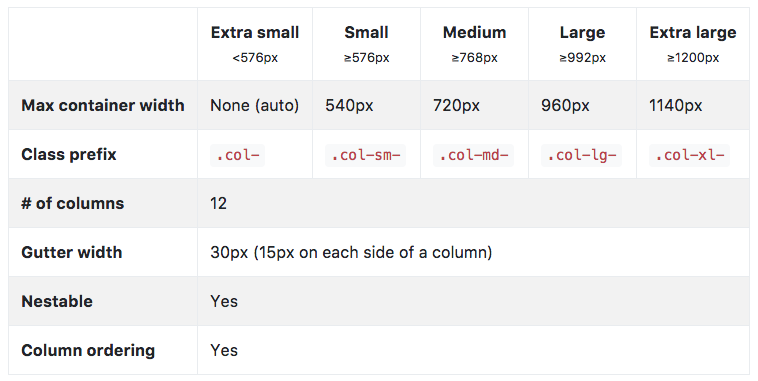 Extra small Small Medium Large Extra large
<576px ≥576px ≥768px ≥992px ≥1200px
Max container width None (auto) 540px 720px 960px 1140px
Class prefix .col- .col-sm- .col-md- .col-lg- .col-xl-
# of columns 12
Gutter width 30px (15px on each side of a column)
Nestable Yes
Column ordering Yes